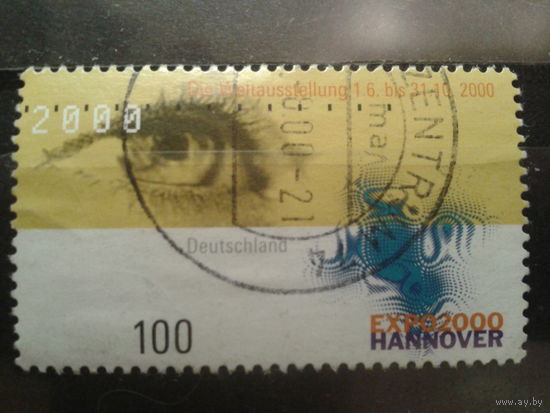 Die Weltausstellung 1.6. bis 31.10. 2000
2000
Deutschland
100
EXPO2000
HANNOVER
www.ay.by